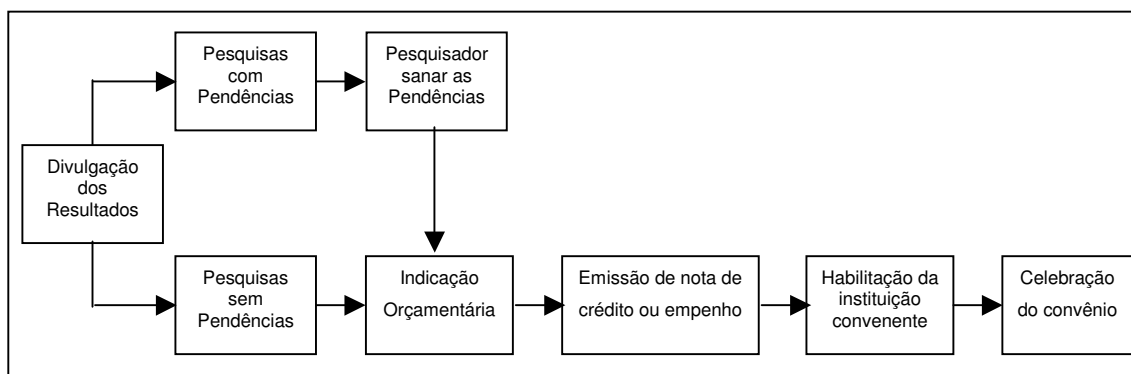 Pesquisas
com
Pendências
Pesquisador
sanar as
Pendências
Divulgação
dos
Resultados
Pesquisas
sem
Pendências
Indicação
Orçamentária
Emissão de nota de
crédito ou empenho
Habilitação da
instituição
convenente
Celebração
do convênio